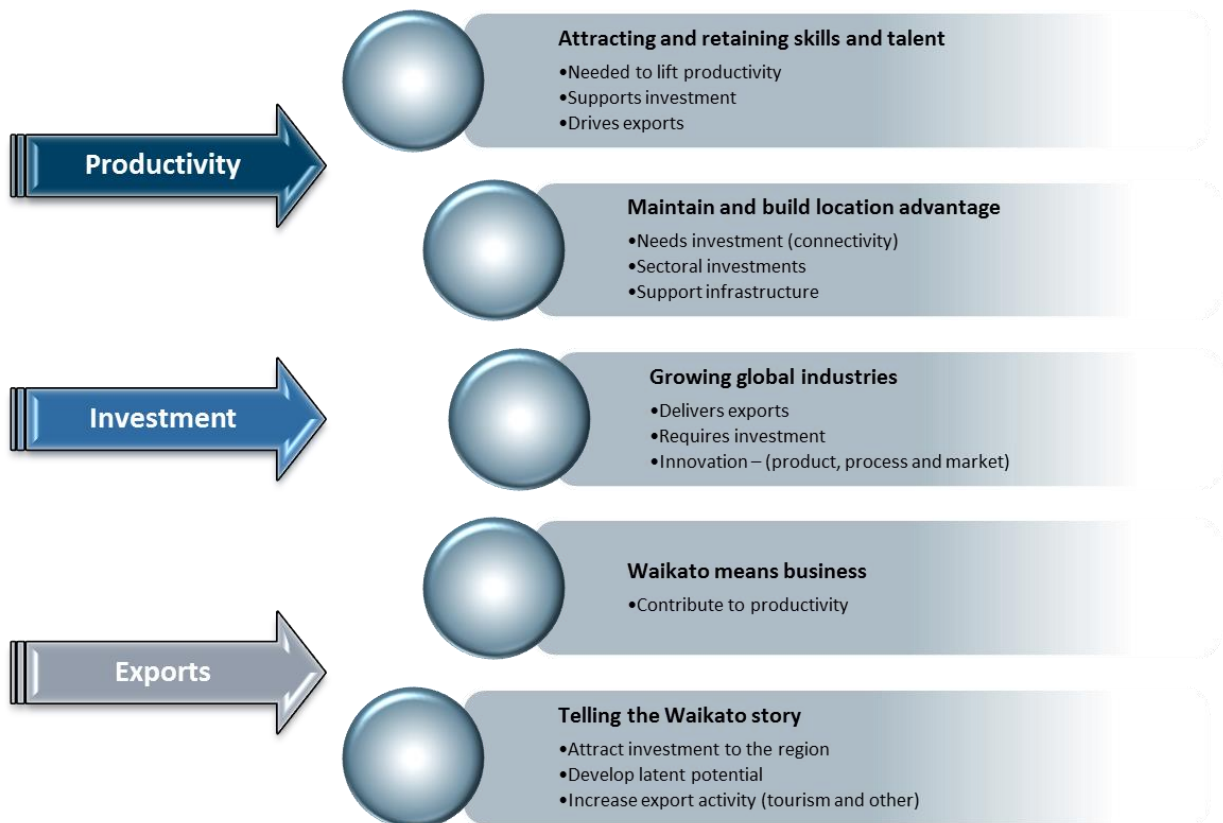 Productivity
Investment
Exports
Attracting and retaining skills and talent
•Needed to lift productivity
•Supports investment
•Drives exports
Maintain and build location advantage
•Needs investment (connectivity)
•Sectoral investments
•Support infrastructure
Growing global industries
•Delivers exports
•Requires investment
•Innovation – (product, process and market)
Waikato means business
•Contribute to productivity
Telling the Waikato story
•Attract investment to the region
•Develop latent potential
•Increase export activity (tourism and other)